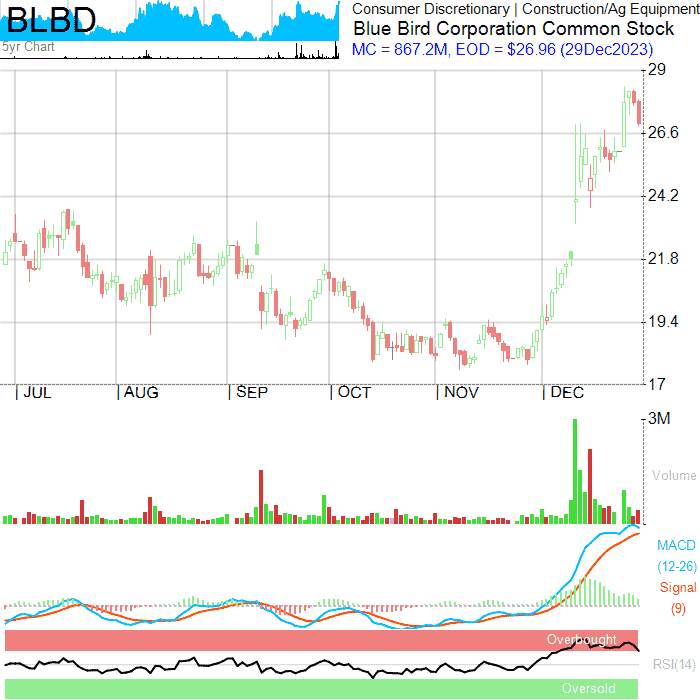 BLBD
5yr Chart
Consumer Discretionary | Construction/Ag Equipment
Blue Bird Corporation Common Stock
MC = 867.2M, EOD = $26.96 (29Dec2023)
29
26.6
24.2
21.8
19.4
17
|JUL |AUG |SEP |OCT |NOV |DEC
3M
Volume
MACD
(12-26)
Signal
(9)
Overbought
RSI(14)
Oversold